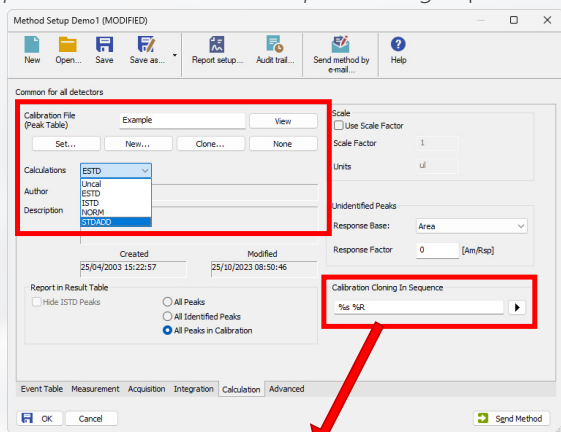 Method Setup Demo1 (MODIFIED)
New Open... Save Save as... Report setup... Audit trail... Send method by e-mail... Help
Common for all detectors
Calibration File (Peak Table) Example View
Set... New... Clone... None
Calculations ESTD
Uncal
ESTD
ISTD
NORM
STDADD
Author
Description
Created Modified
25/04/2003 15:22:57 25/10/2023 08:50:46
Report in Result Table
Hide ISTD Peaks
All Peaks
All Identified Peaks
All Peaks in Calibration
Scale
Use Scale Factor
Scale Factor 1
Units ul
Unidentified Peaks
Response Base: Area
Response Factor 0 [Am/Rsp]
Calibration Cloning In Sequence
%s %R
Event Table Measurement Acquisition Integration Calculation Advanced
OK Cancel Send Method